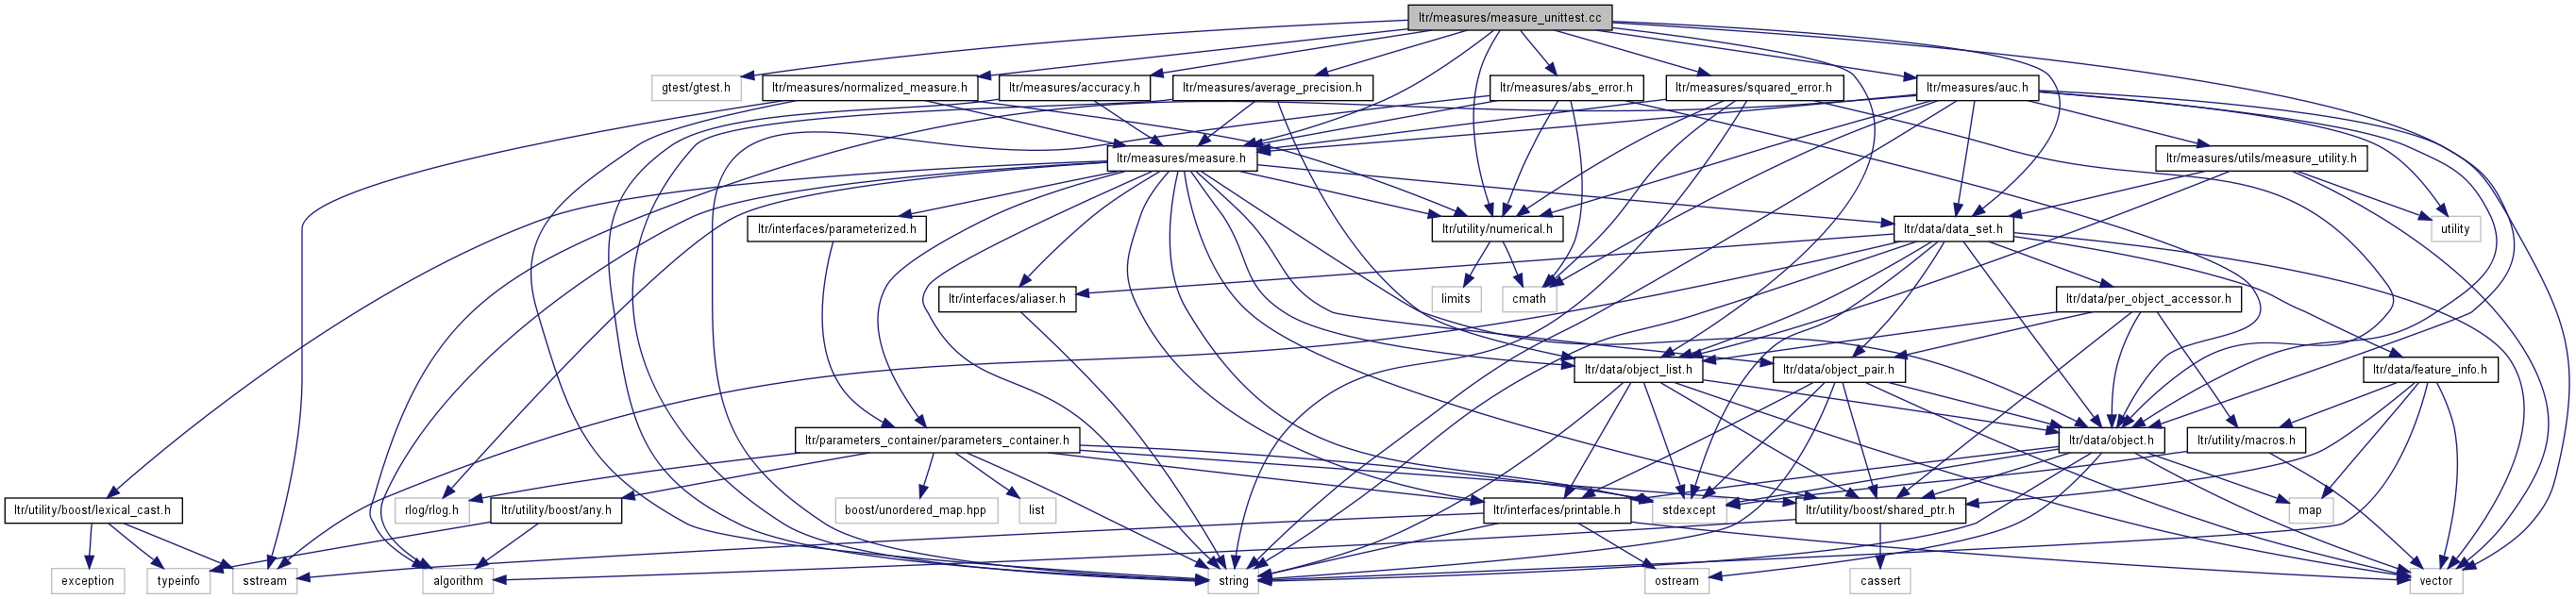 ltr/measures/measure_unittest.cc
gtest/gtest.h
ltr/measures/normalized_measure.h
ltr/measures/accuracy.h
ltr/measures/average_precision.h
ltr/measures/abs_error.h
ltr/measures/squared_error.h
ltr/measures/auc.h
ltr/measures/measure.h
ltr/measures/utils/measure_utility.h
ltr/interfaces/parameterized.h
ltr/utility/numerical.h
ltr/data/data_set.h
utility
ltr/interfaces/aliaser.h
limits
cmath
ltr/data/per_object_accessor.h
ltr/data/object_list.h
ltr/data/object_pair.h
ltr/data/feature_info.h
ltr/parameters_container/parameters_container.h
ltr/data/object.h
ltr/utility/macros.h
ltr/utility/boost/lexical_cast.h
rlog/rlog.h
ltr/utility/boost/any.h
boost/unordered_map.hpp
list
ltr/interfaces/printable.h
stdexcept
ltr/utility/boost/shared_ptr.h
map
exception
typeinfo
sstream
algorithm
string
ostream
cassert
vector